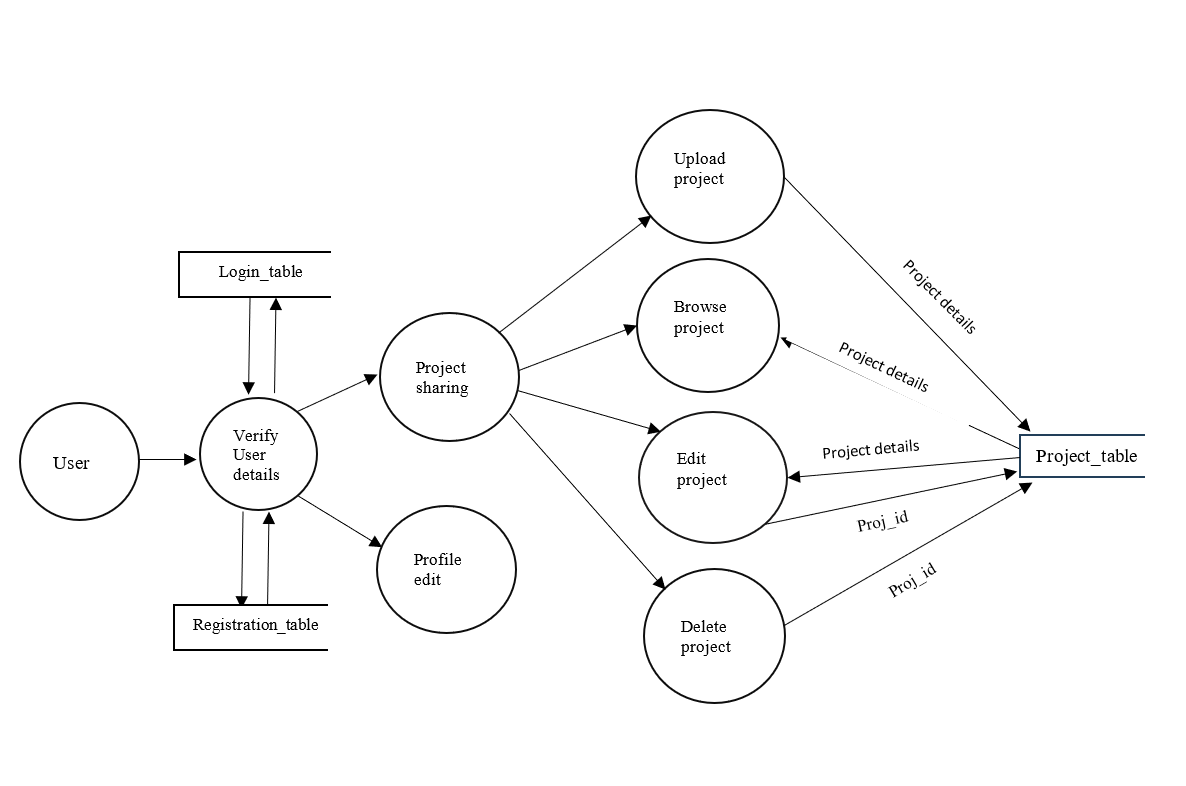 Upload
project
Login_table
Project details
Browse
project
Project
sharing
Project details
User
Verify
User
details
Edit
project
Project details
Project_table
Proj_id
Profile
edit
Proj_id
Registration_table
Delete
project